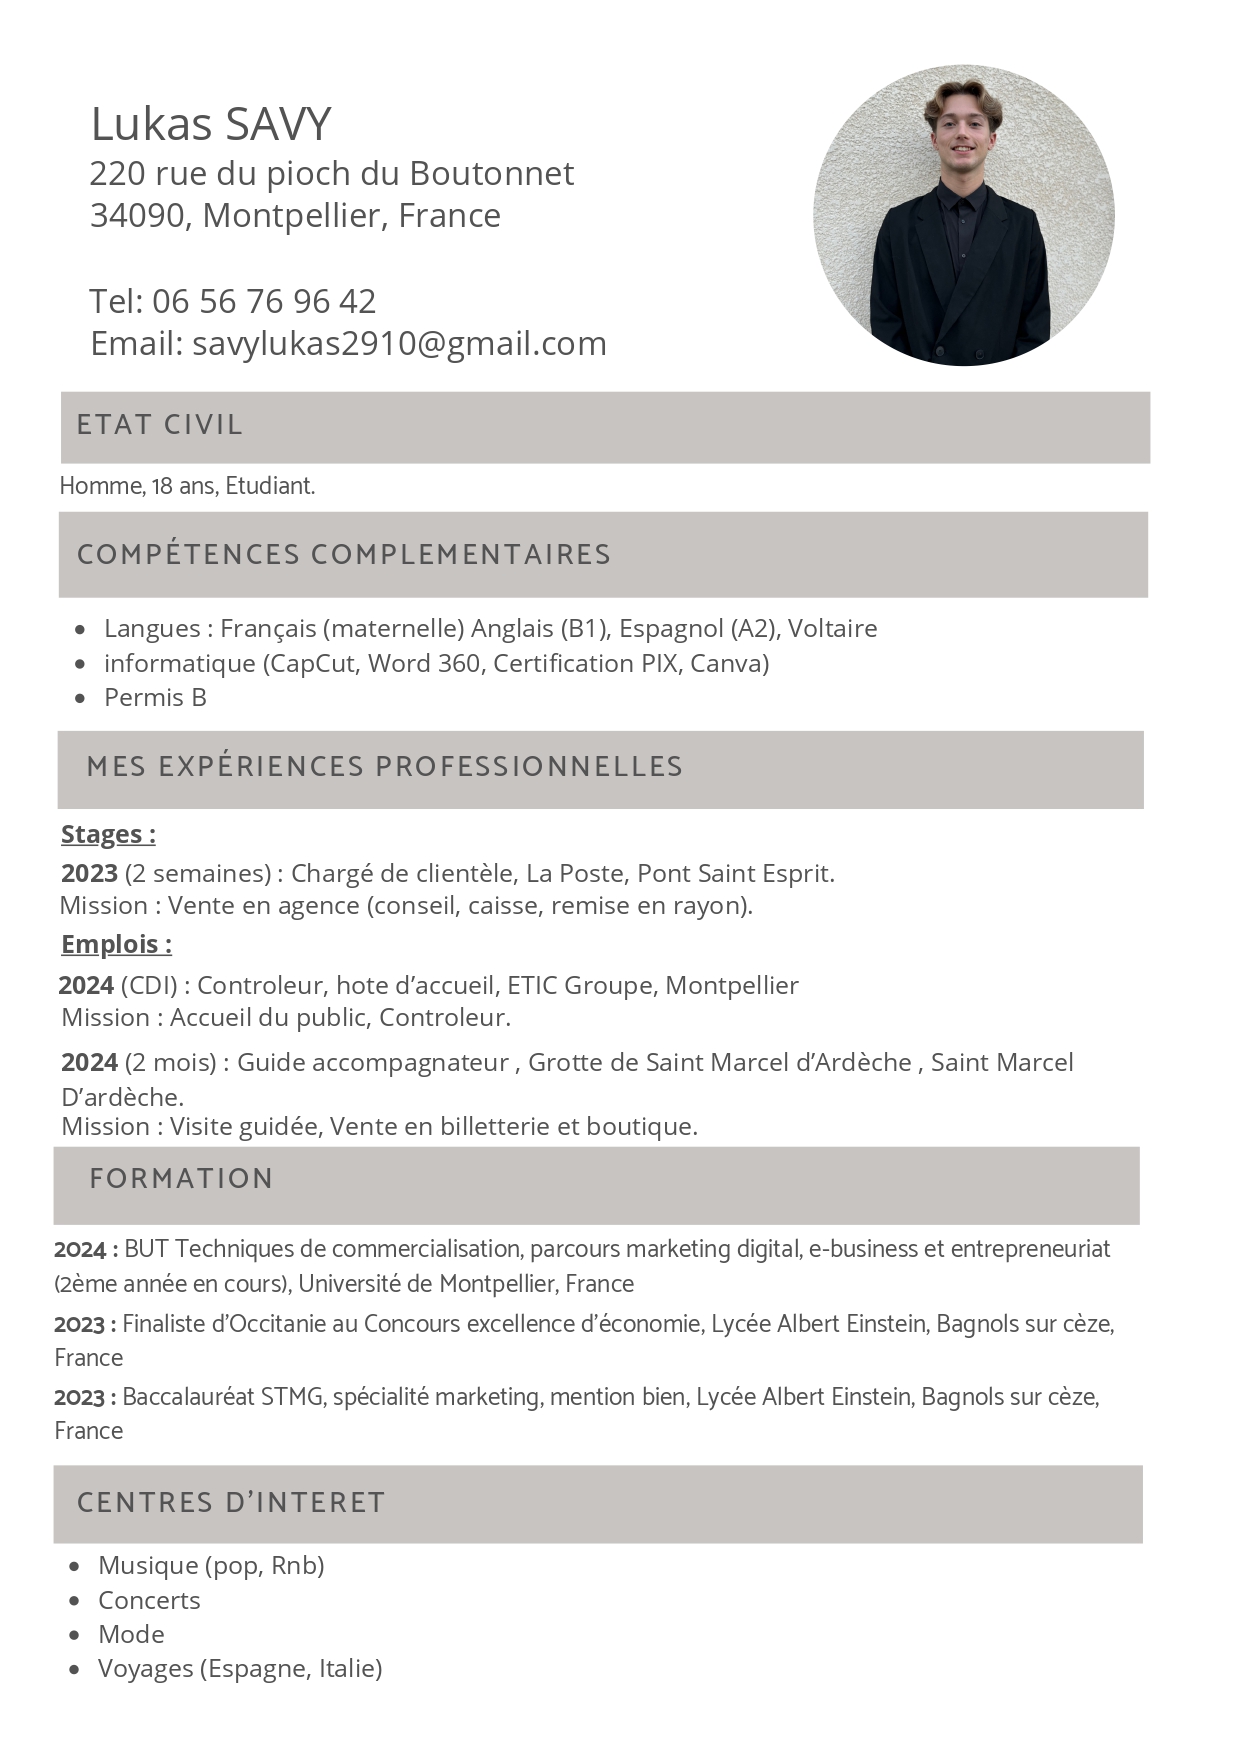 Lukas SAVY
220 rue du pioch du Boutonnet
34090, Montpellier, France
Tel: 06 56 76 96 42
Email: savylukas2910@gmail.com
ETAT CIVIL
Homme, 18 ans, Etudiant.
COMPÉTENCES COMPLEMENTAIRES
• Langues : Français (maternelle) Anglais (B1), Espagnol (A2), Voltaire
• informatique (CapCut, Word 360, Certification PIX, Canva)
• Permis B
MES EXPÉRIENCES PROFESSIONNELLES
Stages :
2023 (2 semaines) : Chargé de clientèle, La Poste, Pont Saint Esprit.
Mission : Vente en agence (conseil, caisse, remise en rayon).
Emplois :
2024 (CDI) : Controleur, hote d’accueil, ETIC Groupe, Montpellier
Mission : Accueil du public, Controleur.
2024 (2 mois) : Guide accompagnateur , Grotte de Saint Marcel d’Ardèche , Saint Marcel
D’ardèche.
Mission : Visite guidée, Vente en billetterie et boutique.
FORMATION
2024 : BUT Techniques de commercialisation, parcours marketing digital, e-business et entrepreneuriat
(2ème année en cours), Université de Montpellier, France
2023 : Finaliste d’Occitanie au Concours excellence d’économie, Lycée Albert Einstein, Bagnols sur cèze,
France
2023 : Baccalauréat STMG, spécialité marketing, mention bien, Lycée Albert Einstein, Bagnols sur cèze,
France
CENTRES D’INTERET
• Musique (pop, Rnb)
• Concerts
• Mode
• Voyages (Espagne, Italie)